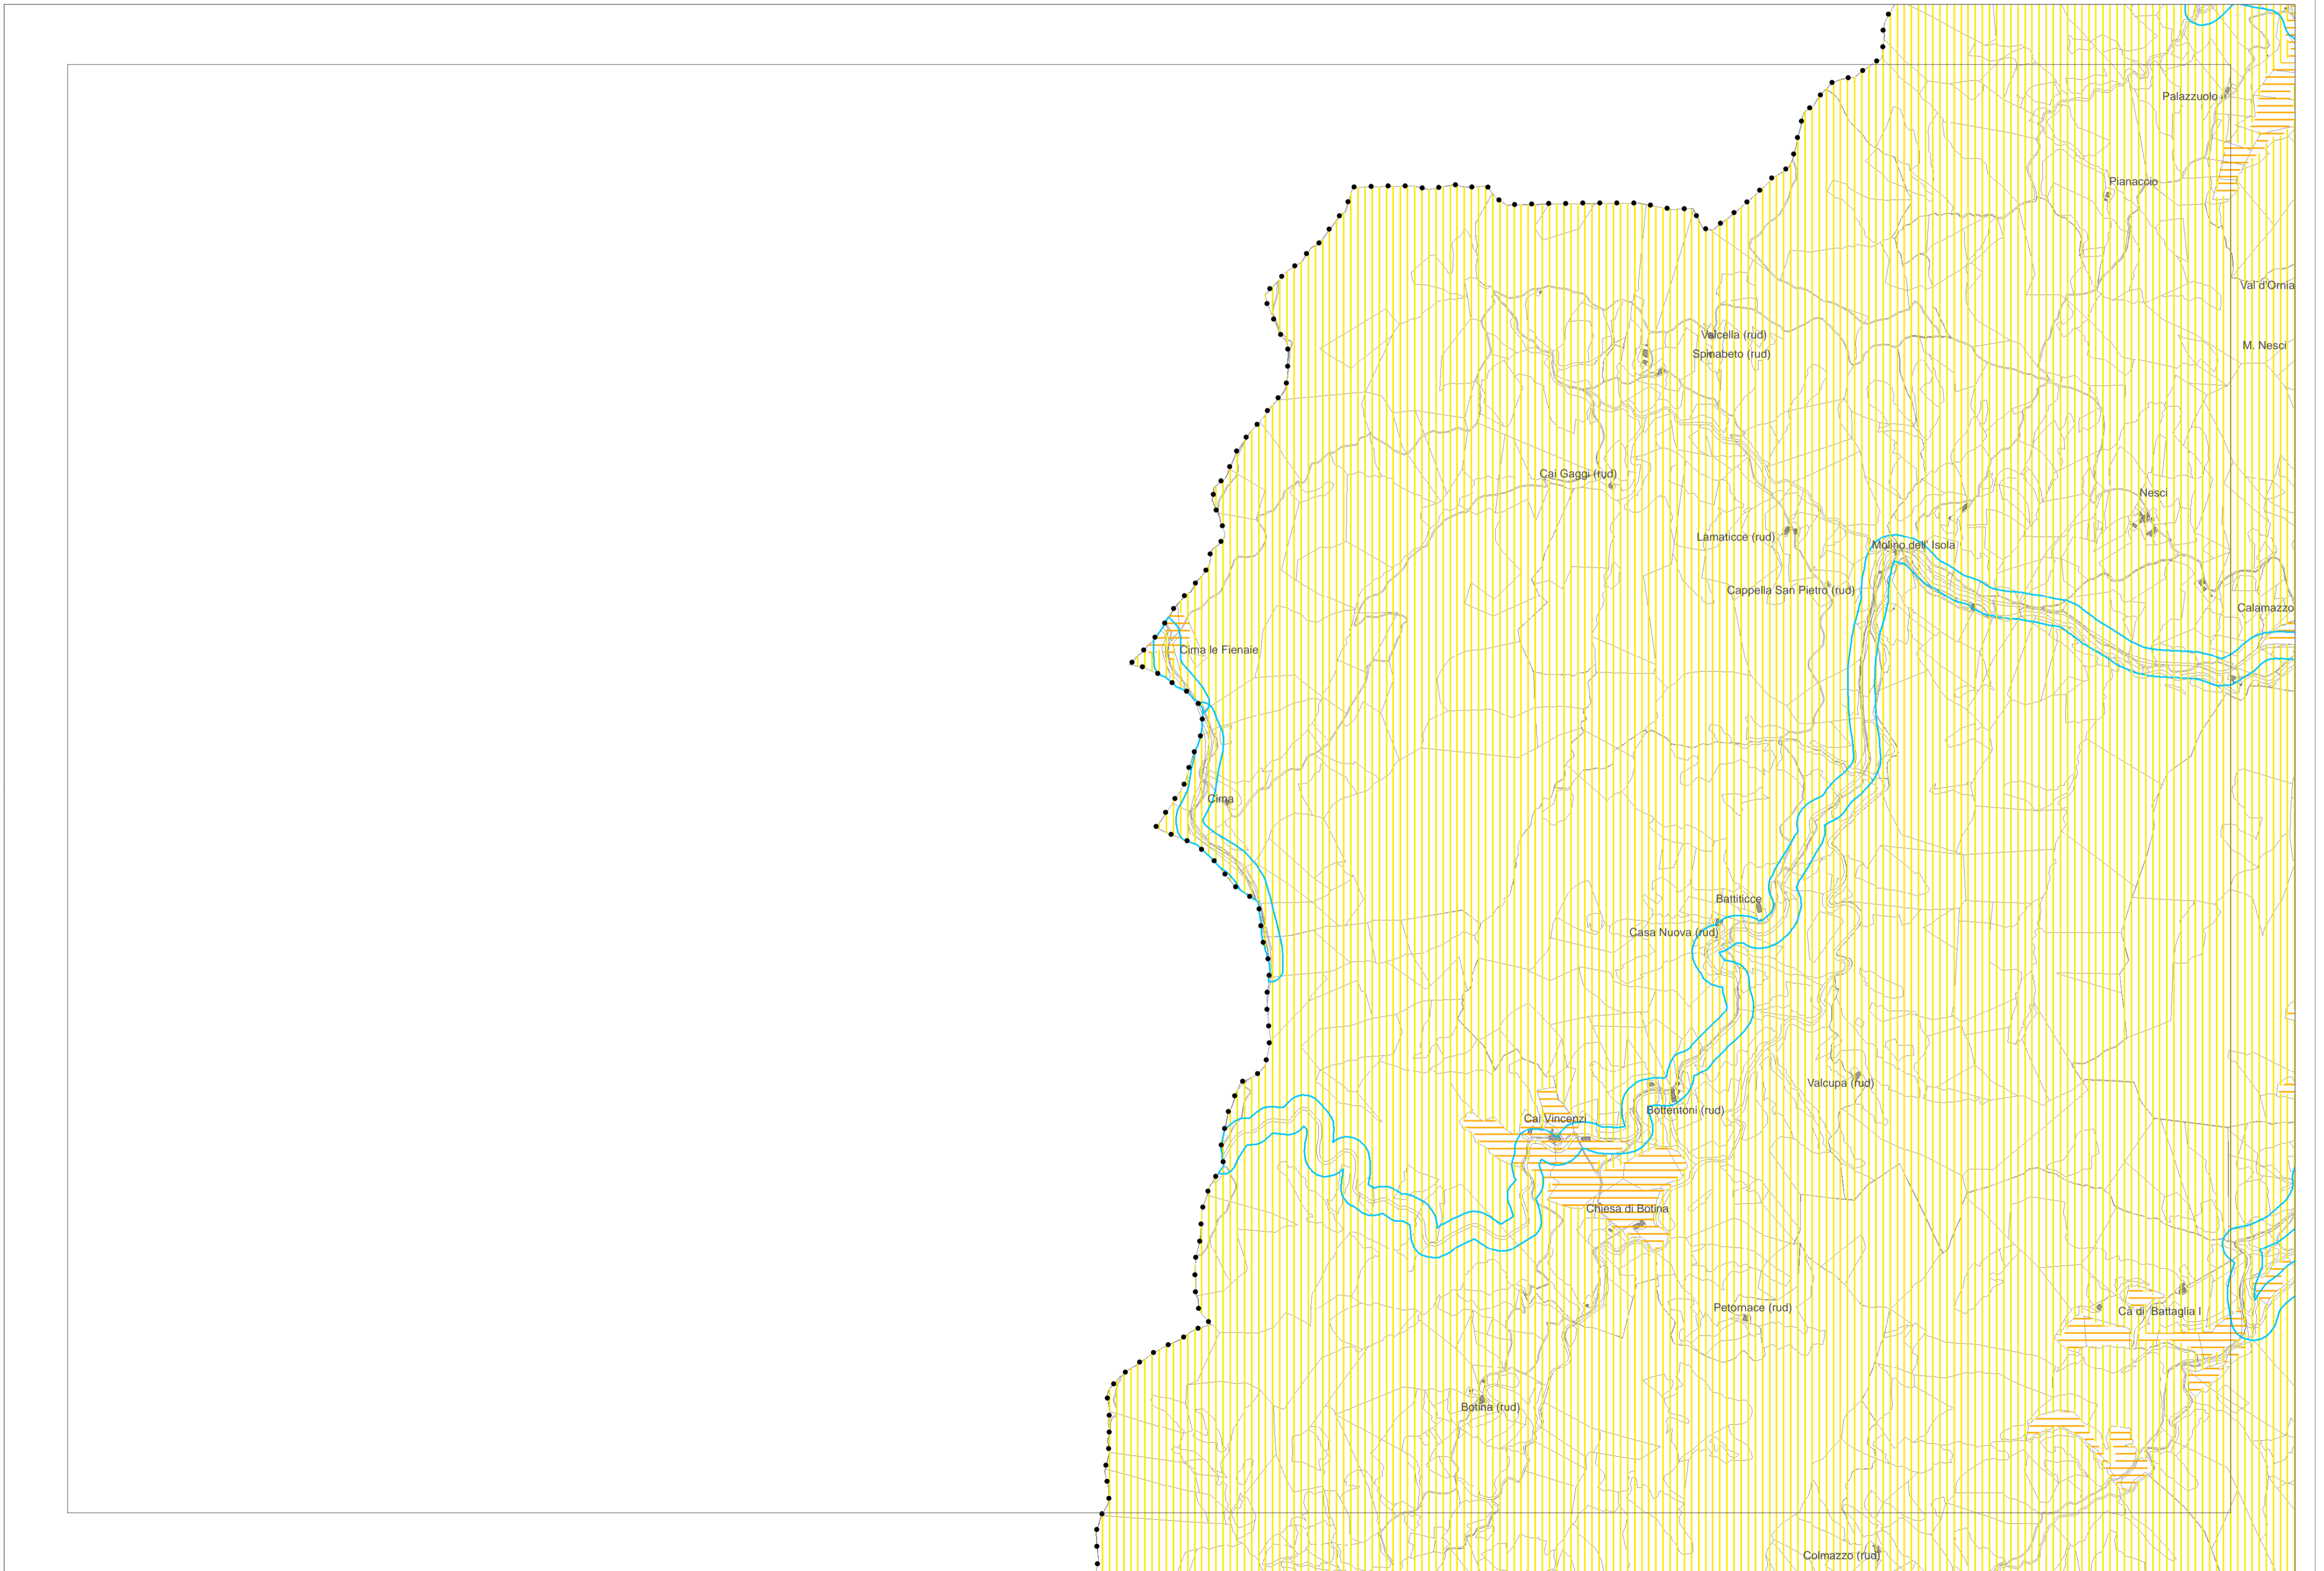 Palazzuolo
Pianaccio
Val d'Ornia
Valcella (rud)
M. Nesci
Spinabeto (rud)
Cai Gaggi (rud)
Nesci
Lamaticce (rud)
Molino dell' Isola
Cappella San Pietro (rud)
Calamazzo
Cima le Fienaie
Cima
Battiticce
Casa Nuova (rud)
Valcupa (rud)
Bottentoni (rud)
Cai Vincenzi
Chiesa di Botina
Petornace (rud)
Cà di Battaglia I
Botina (rud)
Colmazzo (rud)